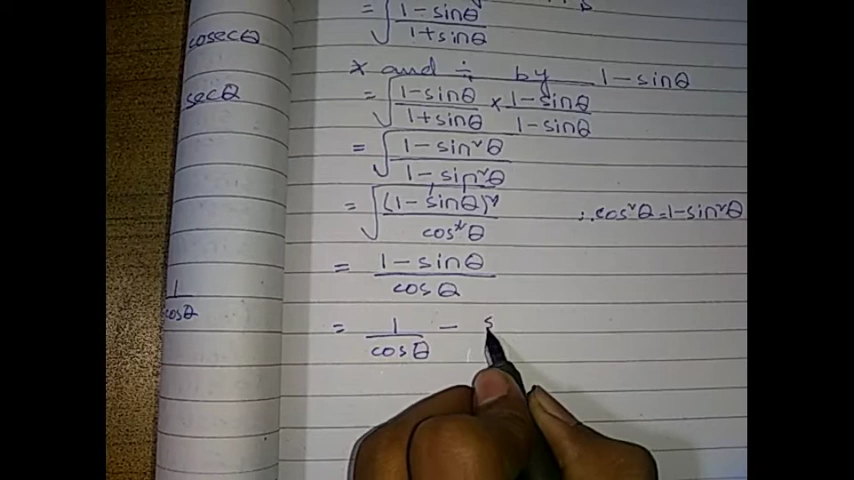 = √(1-sinθ / 1+sinθ)
cosecθ
* and ÷ by 1-sinθ
secθ
= √(1-sinθ / 1+sinθ × 1-sinθ / 1-sinθ)
= √(1-sin²θ / 1-sin²θ)
= √((1-sinθ)² / cos²θ) ∴ cos²θ=1-sin²θ
= 1-sinθ / cosθ
1 / cosθ
= 1 / cosθ - s